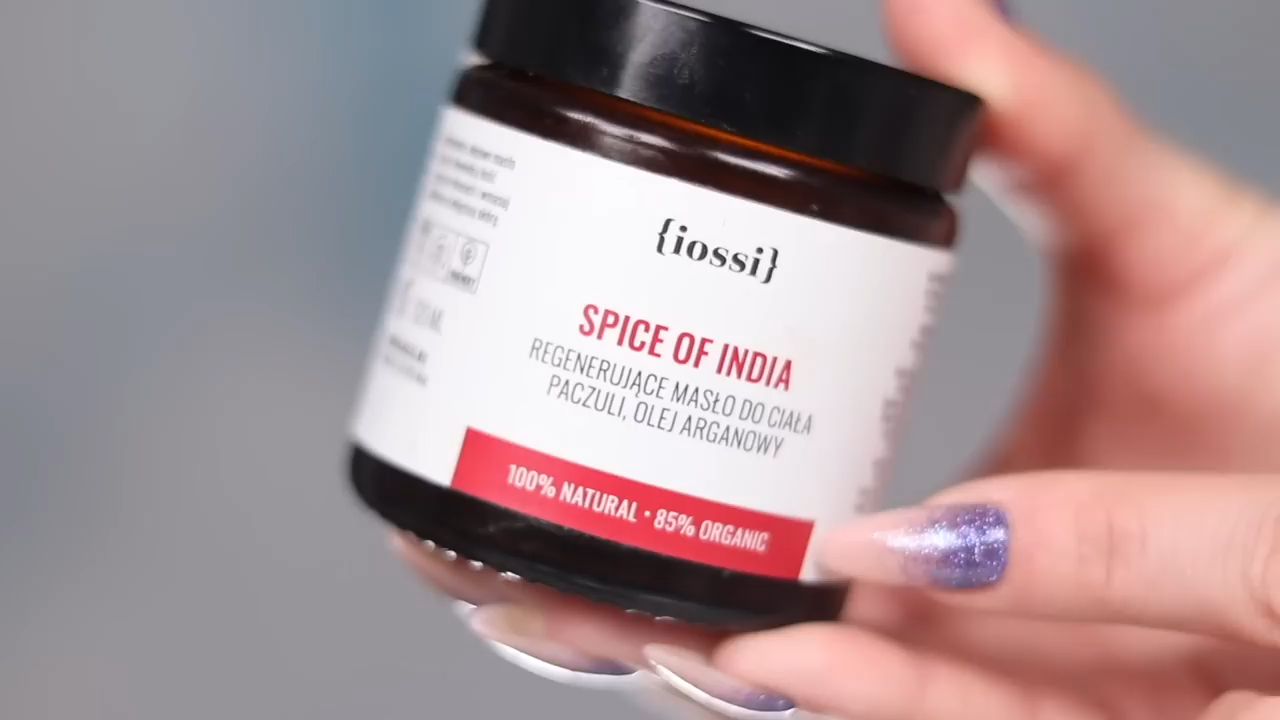 {iossi}
SPICE OF INDIA
REGENERUJĄCE MASŁO DO CIAŁA
PACZULI, OLEJ ARGANOWY
100% NATURAL • 85% ORGANIC